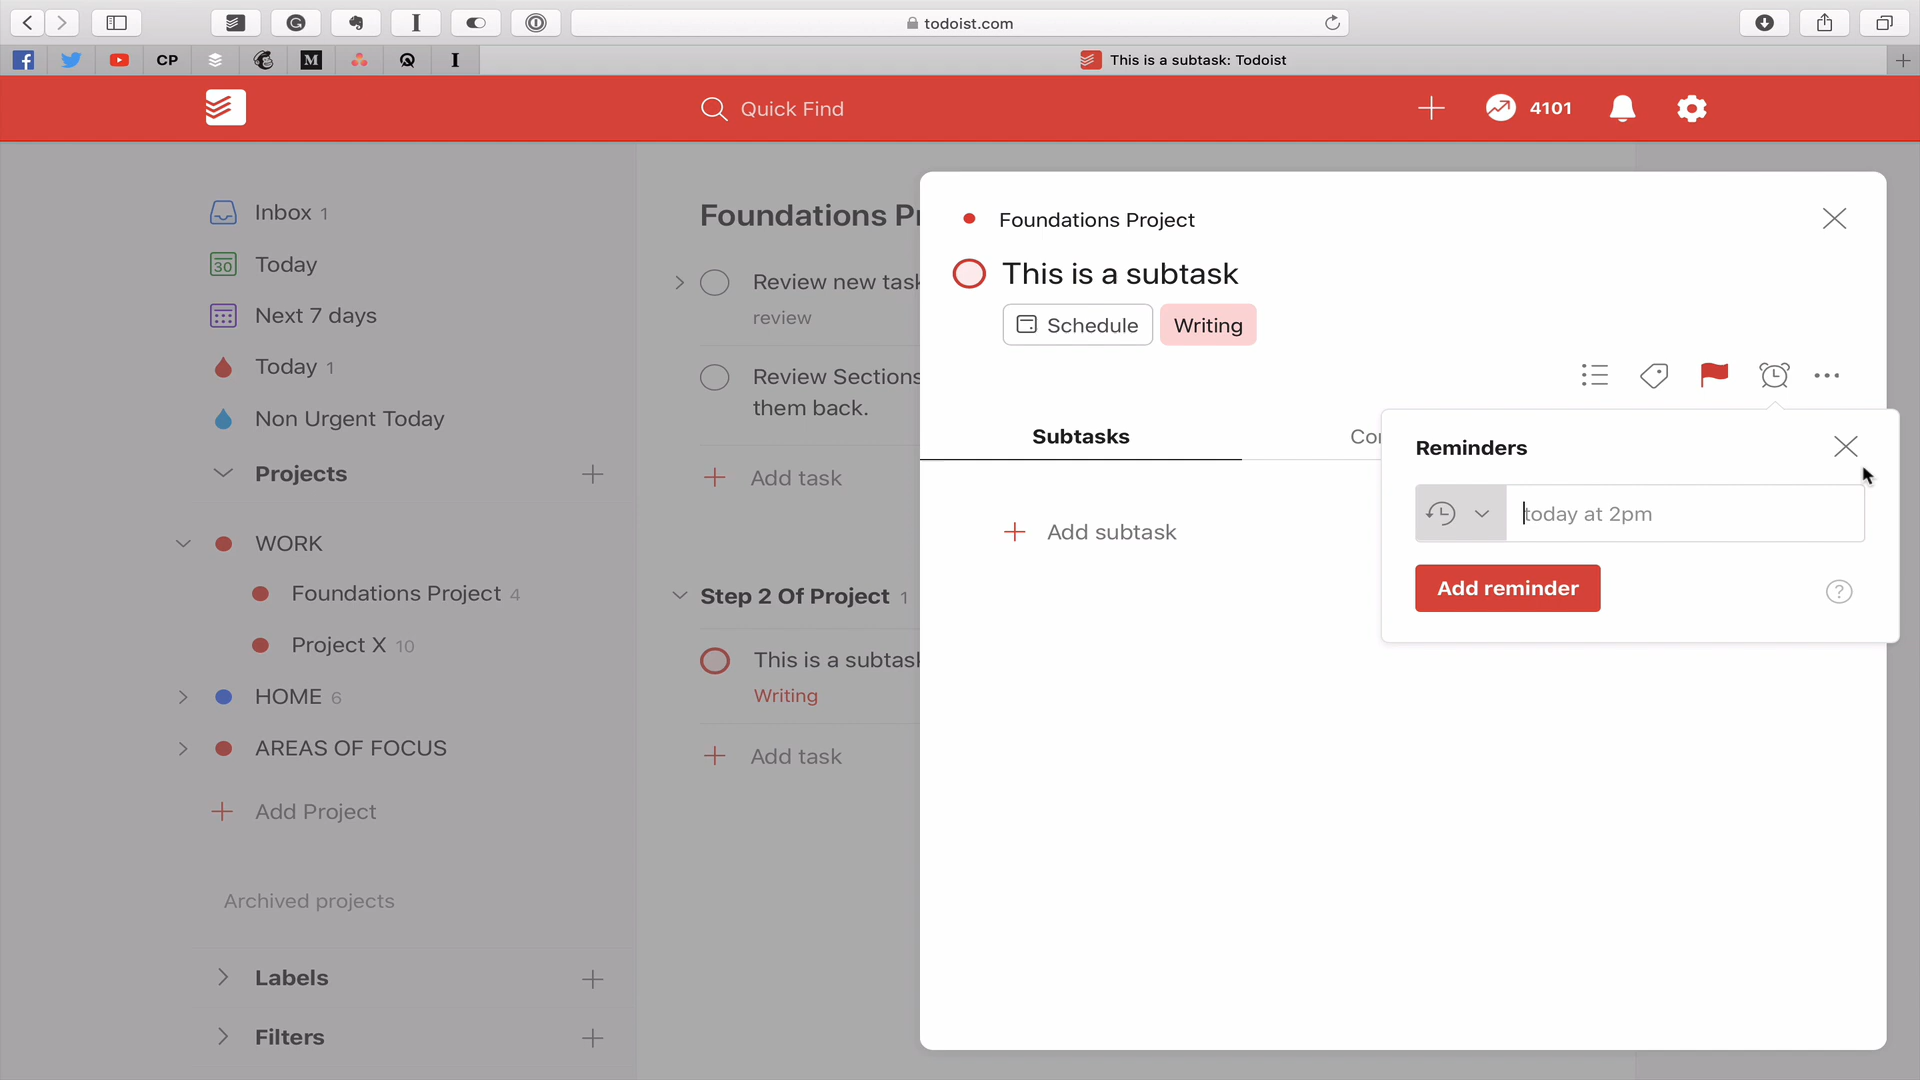 todoist.com
CP
M
This is a subtask: Todoist
Quick Find
4101
Inbox 1
30 Today
Next 7 days
Today 1
Non Urgent Today
Projects
WORK
Foundations Project 4
Project X 10
HOME 6
AREAS OF FOCUS
Add Project
Archived projects
Labels
Filters
Foundations Pr
Review new task
review
Review Sections
them back.
Add task
Step 2 Of Project 1
This is a subtask
Writing
Add task
Foundations Project
This is a subtask
Schedule
Writing
Subtasks
Co
Add subtask
Reminders
today at 2pm
Add reminder
?